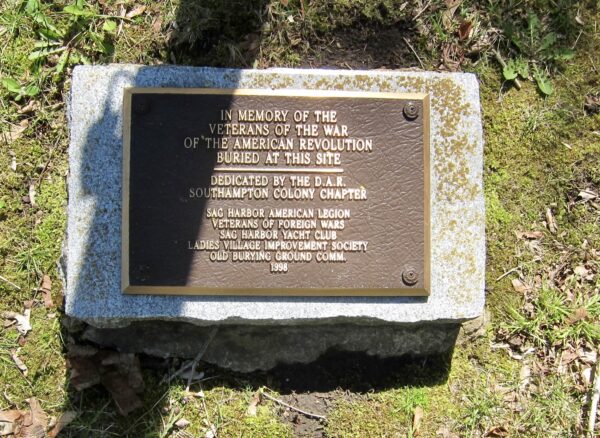 IN MEMORY OF THE
VETERANS OF THE WAR
OF THE AMERICAN REVOLUTION
BURIED AT THIS SITE
DEDICATED BY THE D.A.R.
SOUTHAMPTON COLONY CHAPTER
SAG HARBOR AMERICAN LEGION
VETERANS OF FOREIGN WARS
SAG HARBOR YACHT CLUB
LADIES VILLAGE IMPROVEMENT SOCIETY
OLD BURYING GROUND COMM.
1998